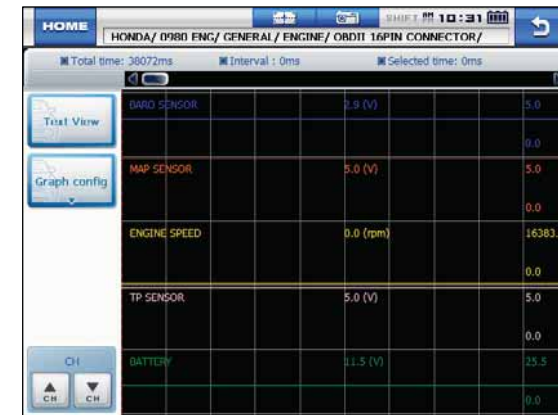 HOME
SHIFT 10:31
HONDA/ 0980 ENG/ GENERAL/ ENGINE/ OBDII 16PIN CONNECTOR/
Total time: 38072ms Interval : 0ms Selected time: 0ms
Text View
Graph config
BARO SENSOR 2.9 (V) 5.0
0.0
MAP SENSOR 5.0 (V) 5.0
0.0
ENGINE SPEED 0.0 (rpm) 16383.
0.0
TP SENSOR 5.0 (V) 5.0
0.0
BATTERY 11.5 (V) 25.5
0.0
CH
CH CH